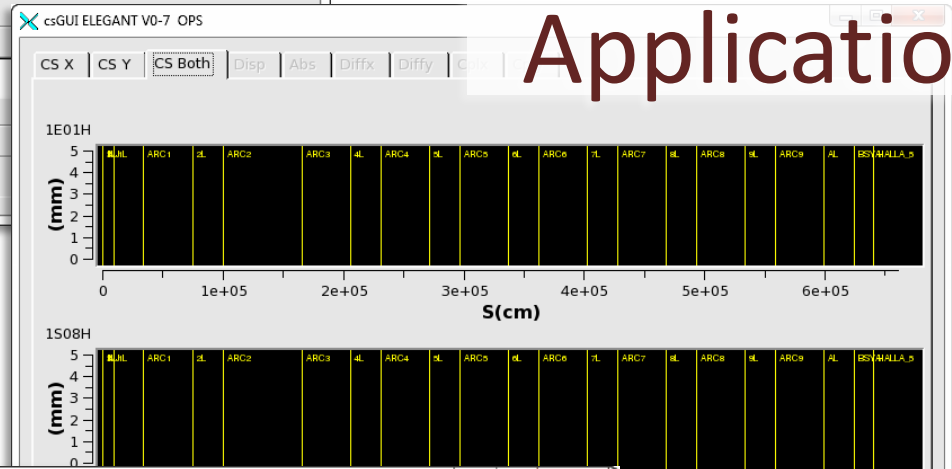 csGUI ELEGANT V0-7 OPS
Applicatio
CS X CS Y CS Both Disp Abs Diffx Diffy
1E01H
5 4 3 2 1 0
(mm)
ARC1 2L ARC2 ARC3 4L ARC4 5L ARC5 6L ARC6 7L ARC7 8L ARC8 9L ARC9 AL BSYA HALLA_5
0 1e+05 2e+05 3e+05 4e+05 5e+05 6e+05
S(cm)
1S08H
5 4 3 2 1 0
(mm)
ARC1 2L ARC2 ARC3 4L ARC4 5L ARC5 6L ARC6 7L ARC7 8L ARC8 9L ARC9 AL BSYA HALLA_5